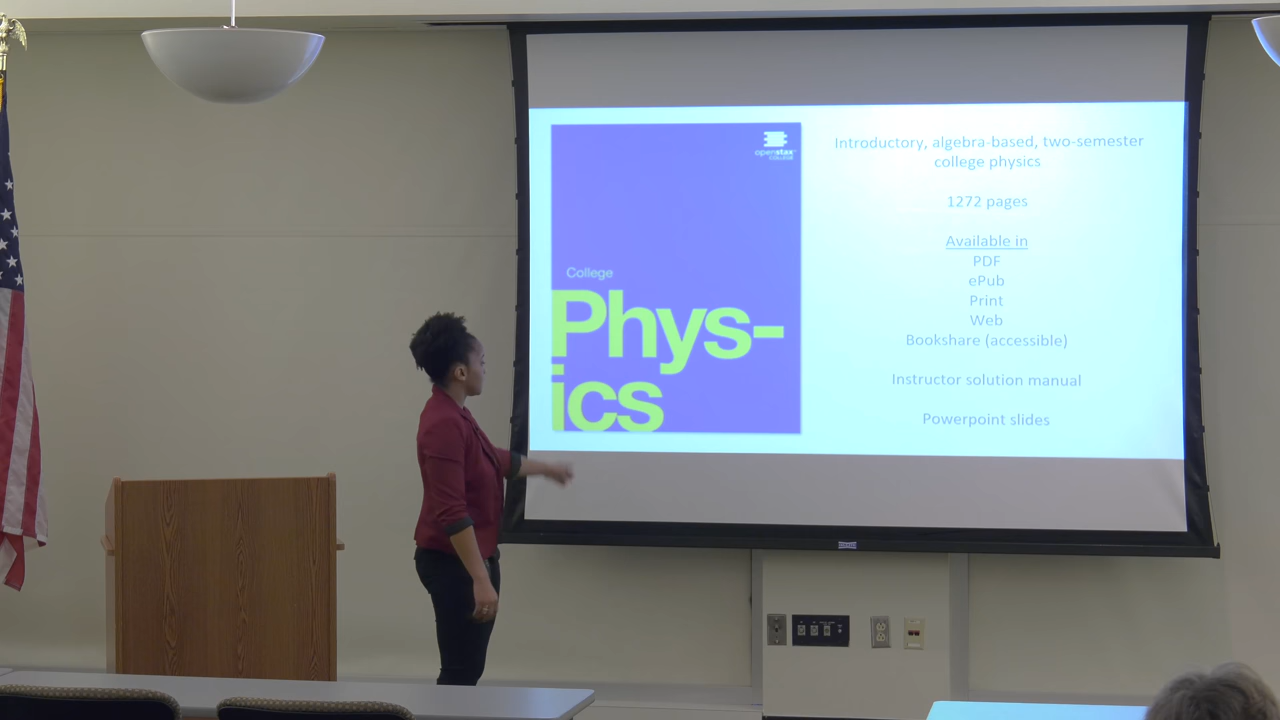 openstax
COLLEGE
College
Phys-
ics
Introductory, algebra-based, two-semester
college physics
1272 pages
Available in
PDF
ePub
Print
Web
Bookshare (accessible)
Instructor solution manual
Powerpoint slides